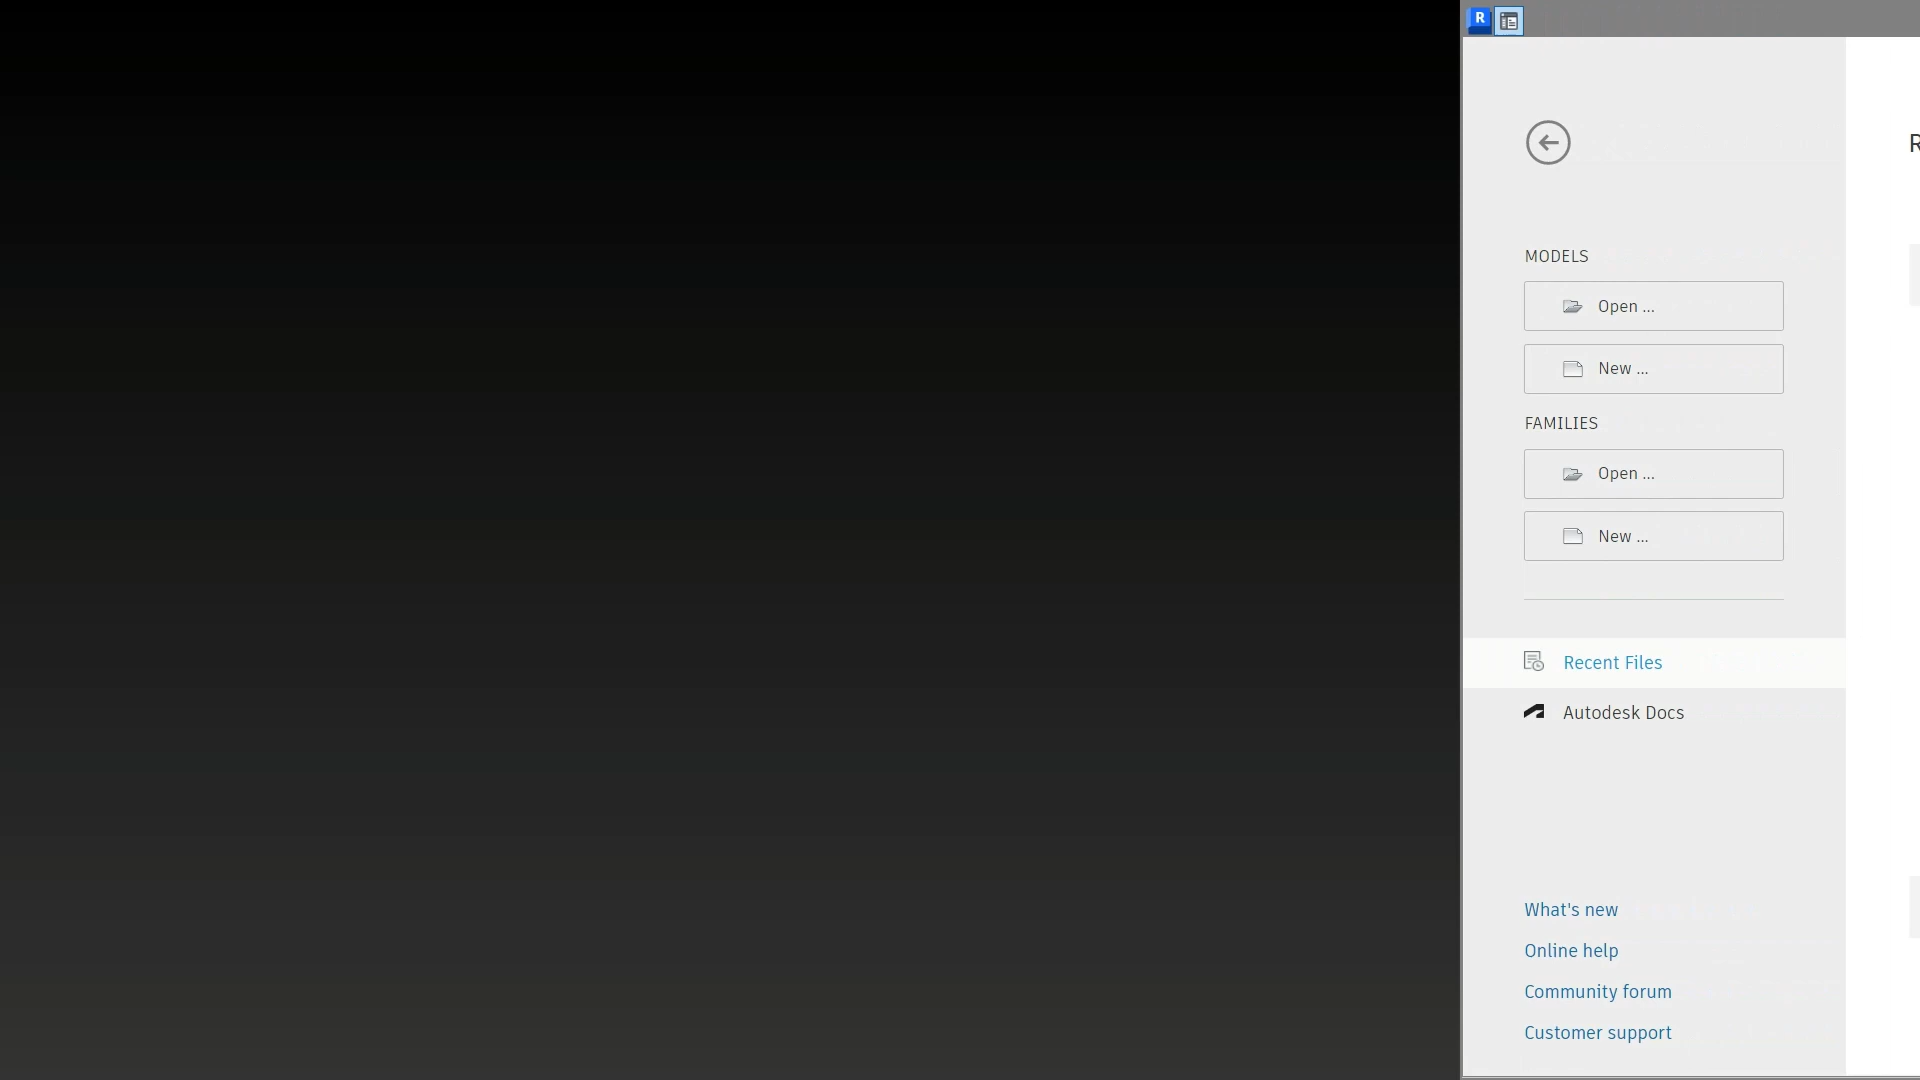 R
MODELS
Open ...
New ...
FAMILIES
Open ...
New ...
Recent Files
Autodesk Docs
What's new
Online help
Community forum
Customer support
R